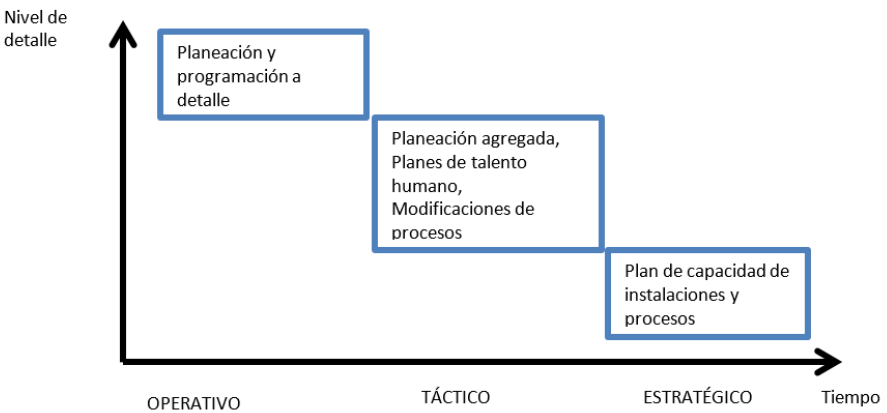 Nivel de
detalle
Planeación y
programación a
detalle
Planeación agregada,
Planes de talento
humano,
Modificaciones de
procesos
Plan de capacidad de
instalaciones y
procesos
OPERATIVO
TÁCTICO
ESTRATÉGICO
Tiempo